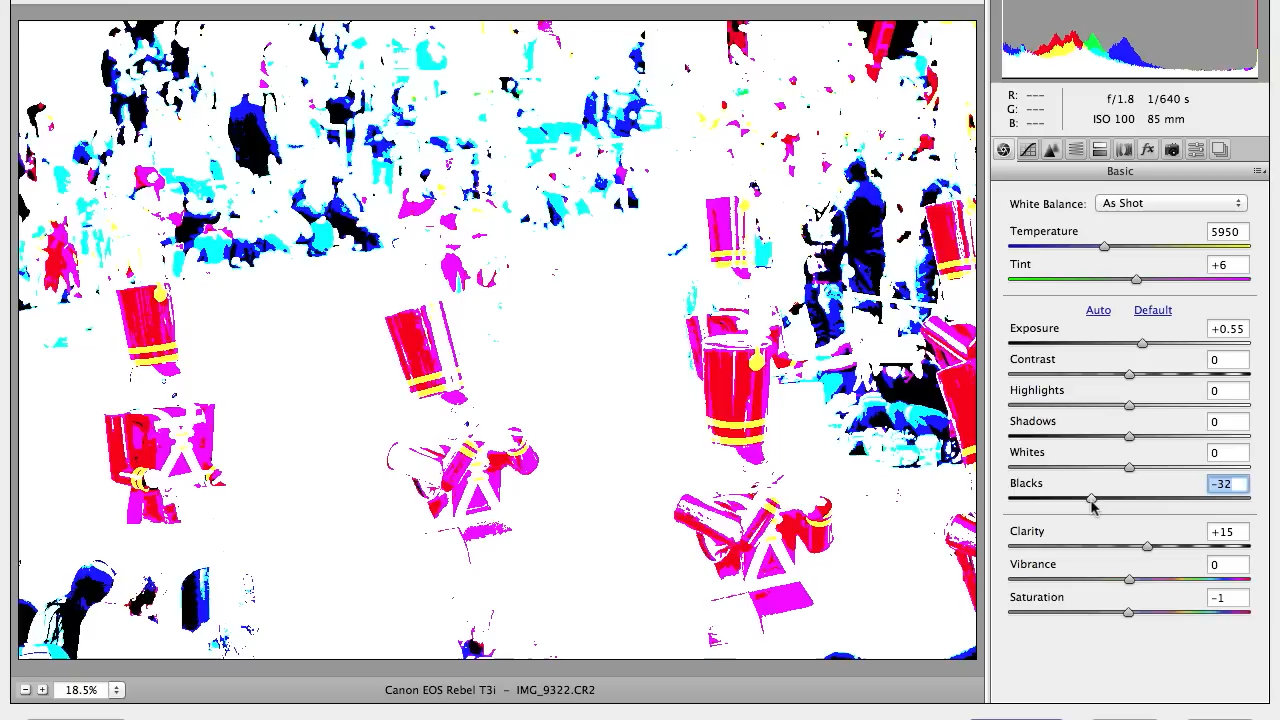 R: ---
G: ---
B: ---
f/1.8 1/640 s
ISO 100 85 mm
Basic
White Balance: As Shot
Temperature 5950
Tint +6
Auto Default
Exposure +0.55
Contrast 0
Highlights 0
Shadows 0
Whites 0
Blacks -32
Clarity +15
Vibrance 0
Saturation -1
18.5%
Canon EOS Rebel T3i - IMG_9322.CR2